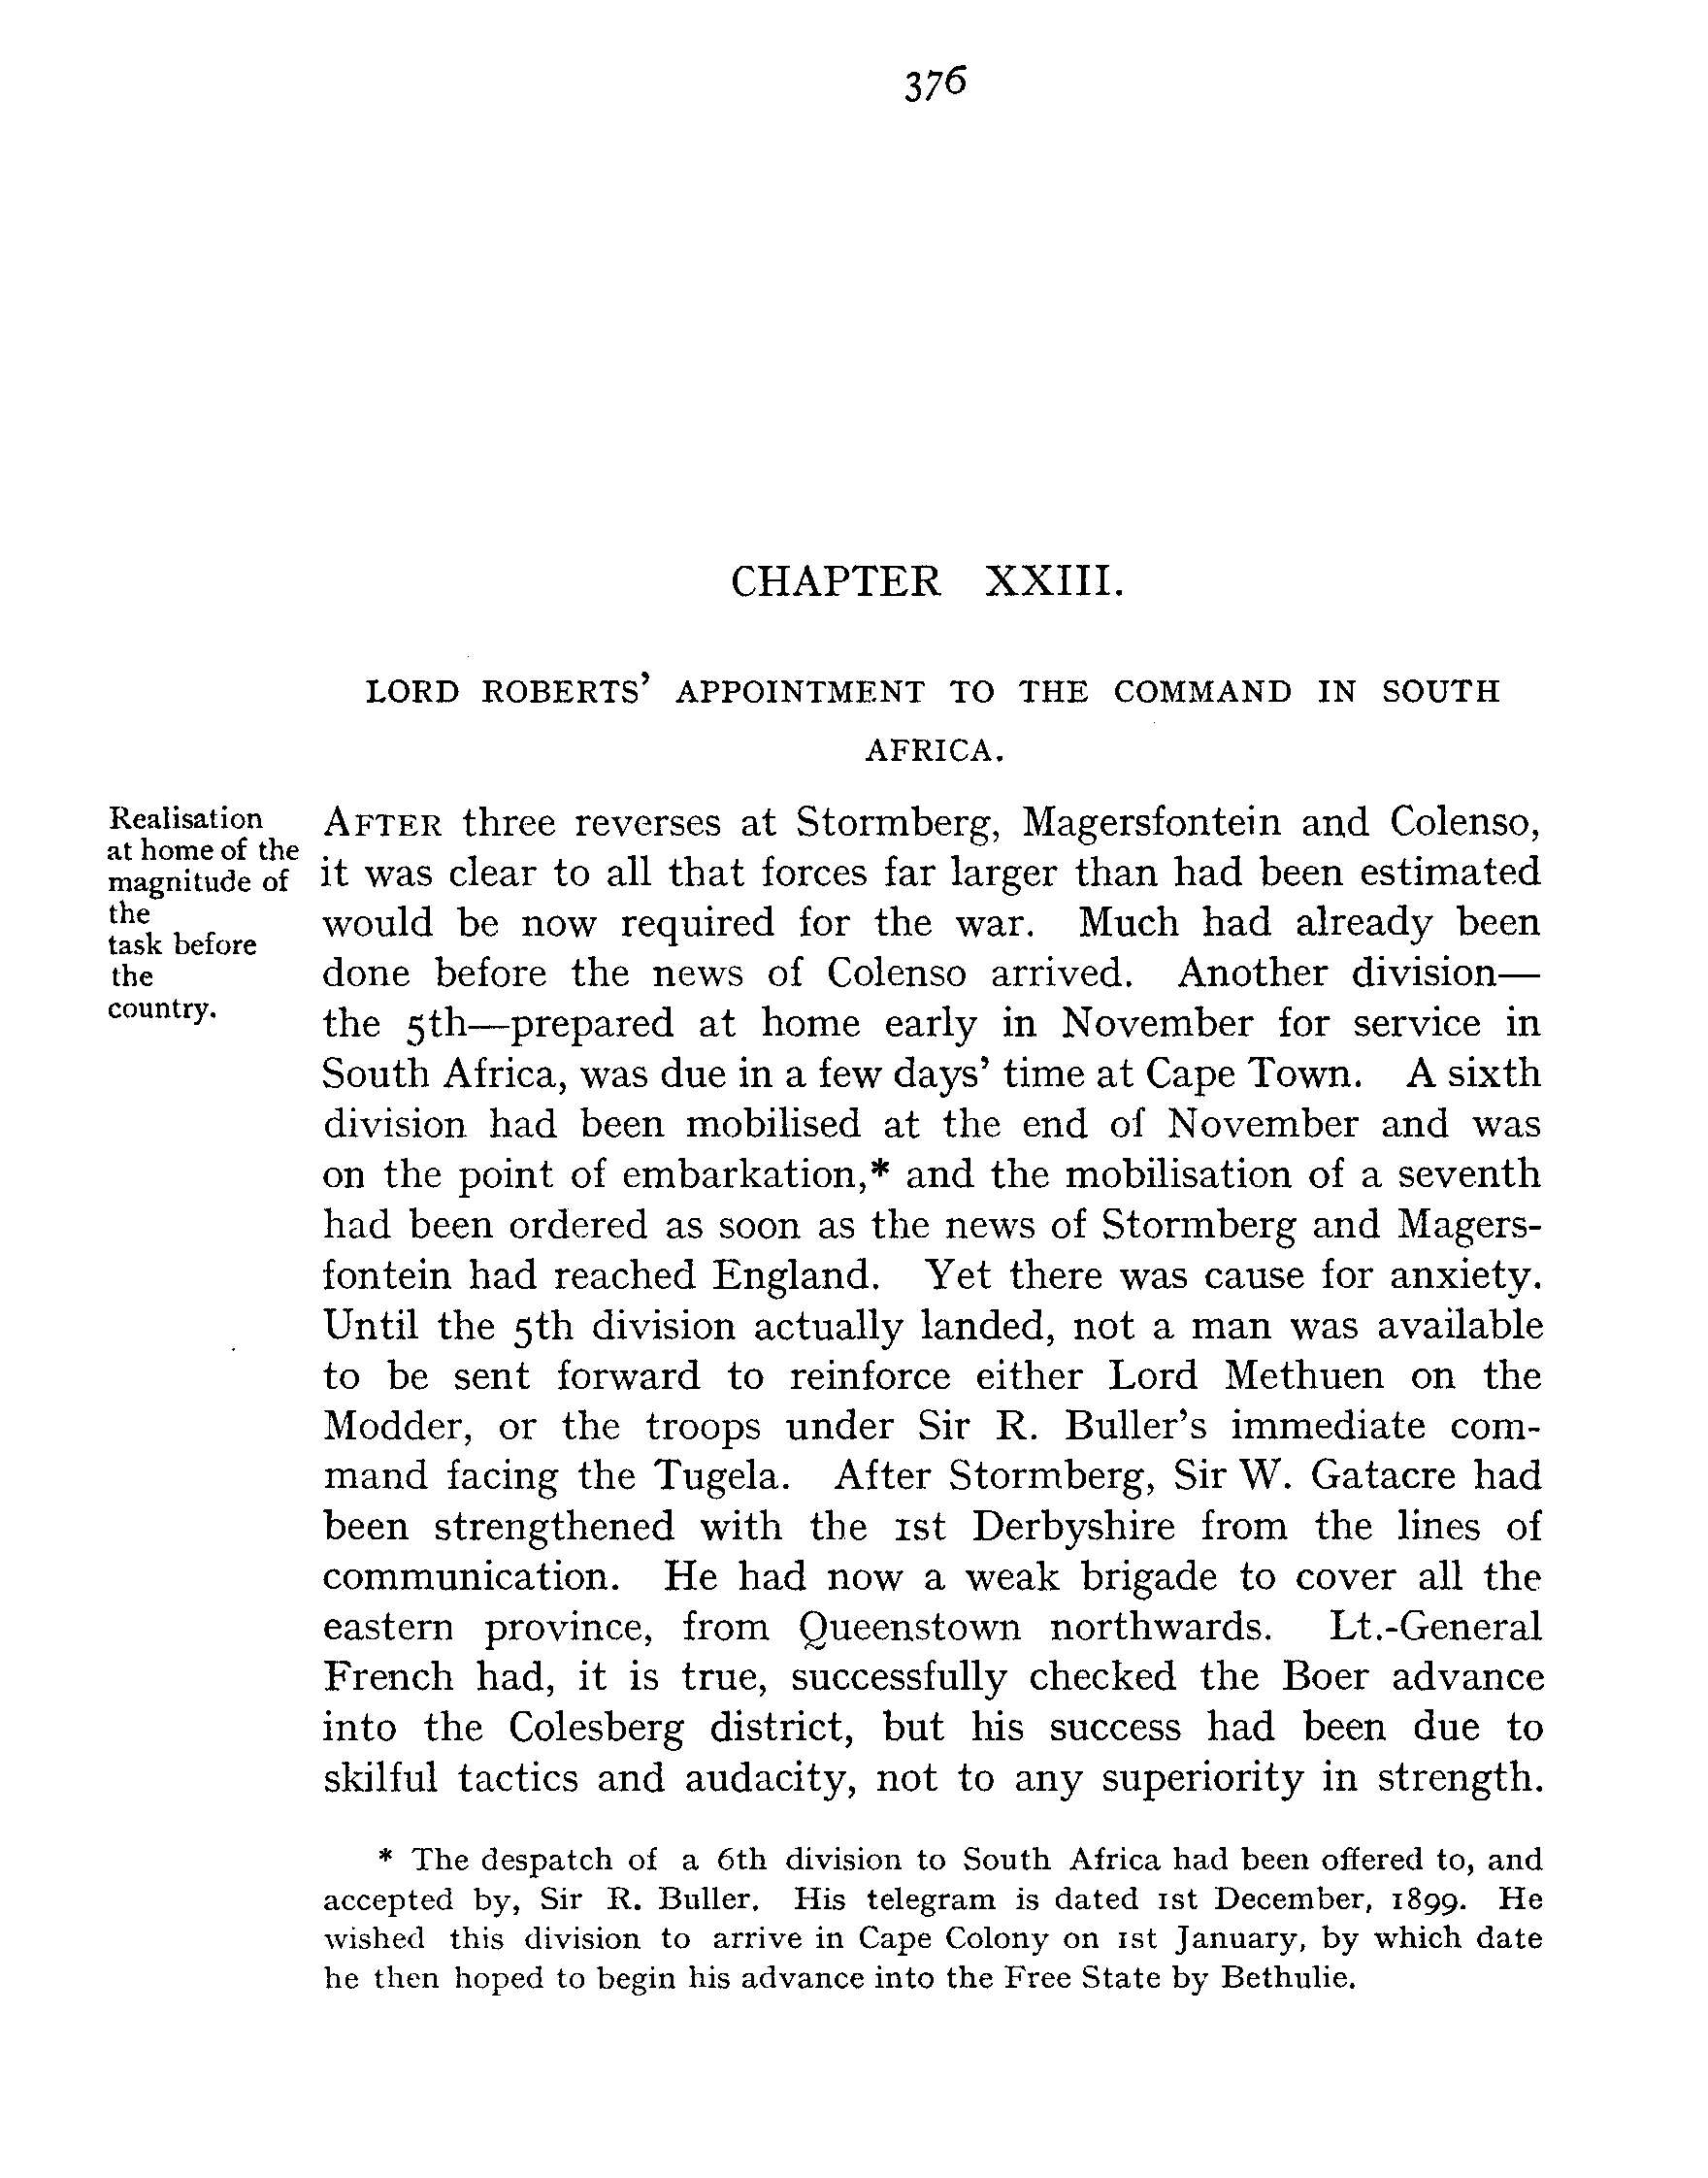 376
CHAPTER XXIII.
LORD ROBERTS' APPOINTMENT TO THE COMMAND IN SOUTH
AFRICA.
Realisation
at home of the
magnitude of
the
task before
the
country.
AFTER three reverses at Stormberg, Magersfontein and Colenso,
it was clear to all that forces far larger than had been estimated
would be now required for the war. Much had already been
done before the news of Colenso arrived. Another division—
the 5th—prepared at home early in November for service in
South Africa, was due in a few days' time at Cape Town. A sixth
division had been mobilised at the end of November and was
on the point of embarkation,* and the mobilisation of a seventh
had been ordered as soon as the news of Stormberg and Magers-
fontein had reached England. Yet there was cause for anxiety.
Until the 5th division actually landed, not a man was available
to be sent forward to reinforce either Lord Methuen on the
Modder, or the troops under Sir R. Buller's immediate com-
mand facing the Tugela. After Stormberg, Sir W. Gatacre had
been strengthened with the 1st Derbyshire from the lines of
communication. He had now a weak brigade to cover all the
eastern province, from Queenstown northwards. Lt.-General
French had, it is true, successfully checked the Boer advance
into the Colesberg district, but his success had been due to
skilful tactics and audacity, not to any superiority in strength.
* The despatch of a 6th division to South Africa had been offered to, and
accepted by, Sir R. Buller. His telegram is dated 1st December, 1899. He
wished this division to arrive in Cape Colony on 1st January, by which date
he then hoped to begin his advance into the Free State by Bethulie.